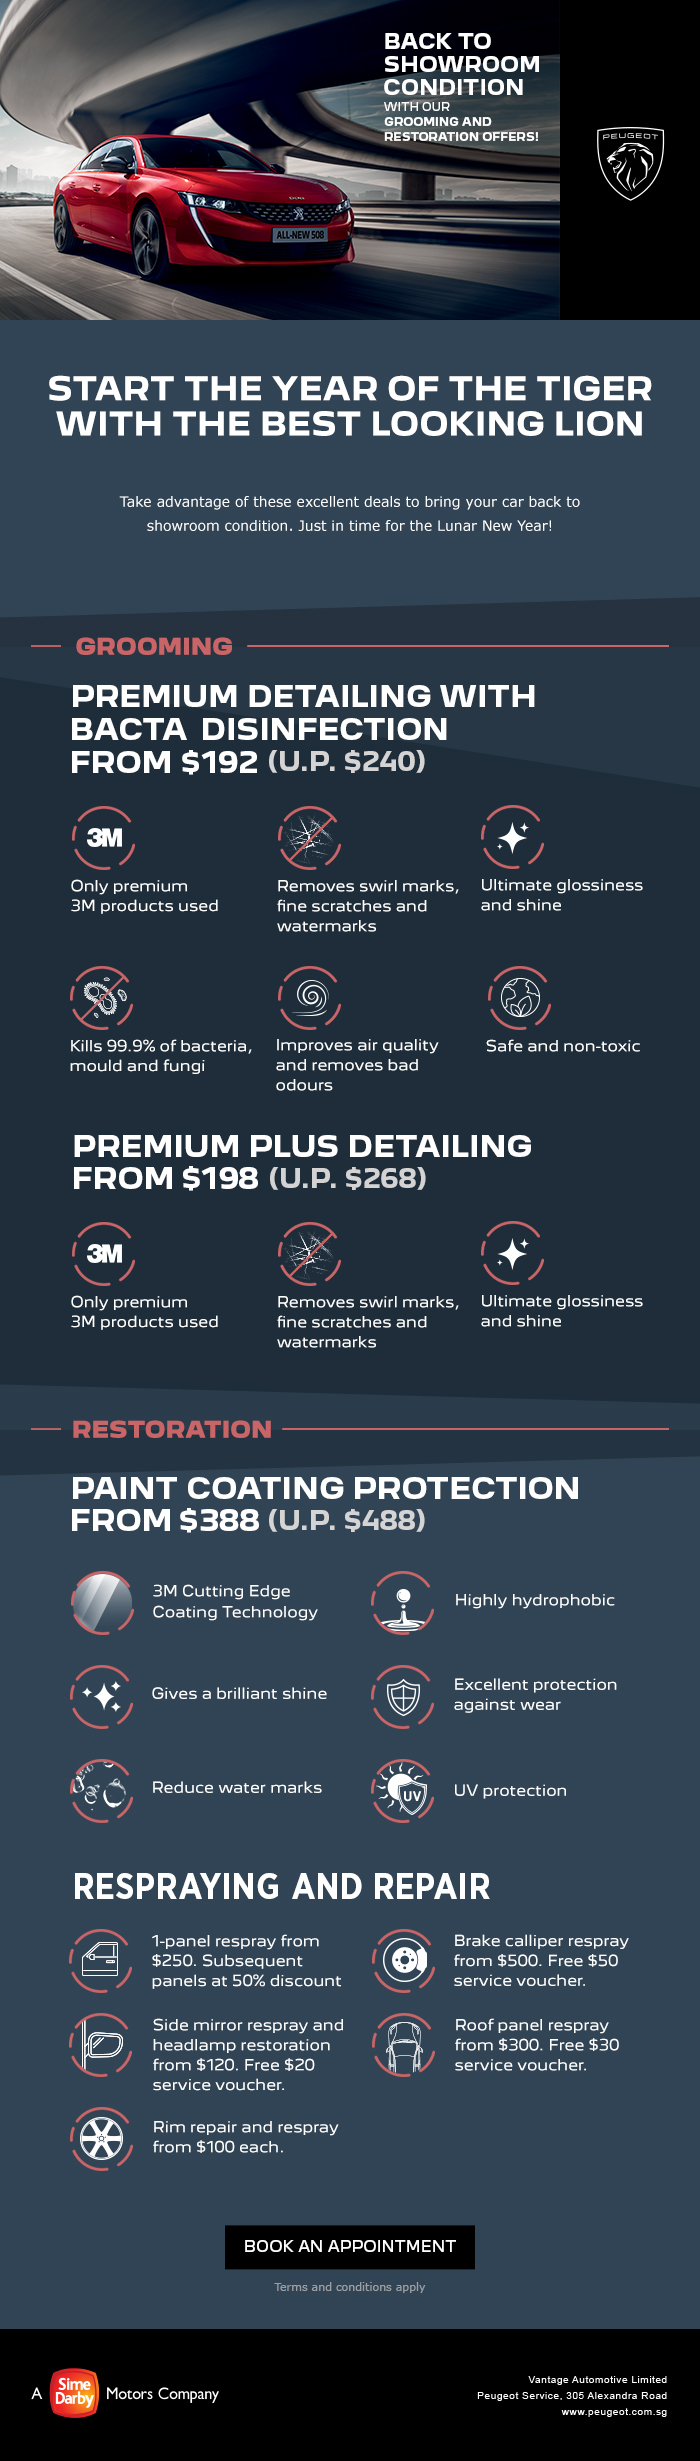 BACK TO
SHOWROOM
CONDITION
WITH OUR
GROOMING AND
RESTORATION OFFERS!
PEUGEOT
ALL-NEW 508
START THE YEAR OF THE TIGER
WITH THE BEST LOOKING LION
Take advantage of these excellent deals to bring your car back to
showroom condition. Just in time for the Lunar New Year!
GROOMING
PREMIUM DETAILING WITH
BACTA DISINFECTION
FROM $192 (U.P. $240)
3M
Only premium
3M products used
Removes swirl marks,
fine scratches and
watermarks
Ultimate glossiness
and shine
Kills 99.9% of bacteria,
mould and fungi
Improves air quality
and removes bad
odours
Safe and non-toxic
PREMIUM PLUS DETAILING
FROM $198 (U.P. $268)
3M
Only premium
3M products used
Removes swirl marks,
fine scratches and
watermarks
Ultimate glossiness
and shine
RESTORATION
PAINT COATING PROTECTION
FROM $388 (U.P. $488)
3M Cutting Edge
Coating Technology
Highly hydrophobic
Gives a brilliant shine
Excellent protection
against wear
Reduce water marks
UV
UV protection
RESPRAYING AND REPAIR
1-panel respray from
$250. Subsequent
panels at 50% discount
Brake calliper respray
from $500. Free $50
service voucher.
Side mirror respray and
headlamp restoration
from $120. Free $20
service voucher.
Roof panel respray
from $300. Free $30
service voucher.
Rim repair and respray
from $100 each.
BOOK AN APPOINTMENT
Terms and conditions apply
A Sime Darby Motors Company
Vantage Automotive Limited
Peugeot Service, 305 Alexandra Road
www.peugeot.com.sg